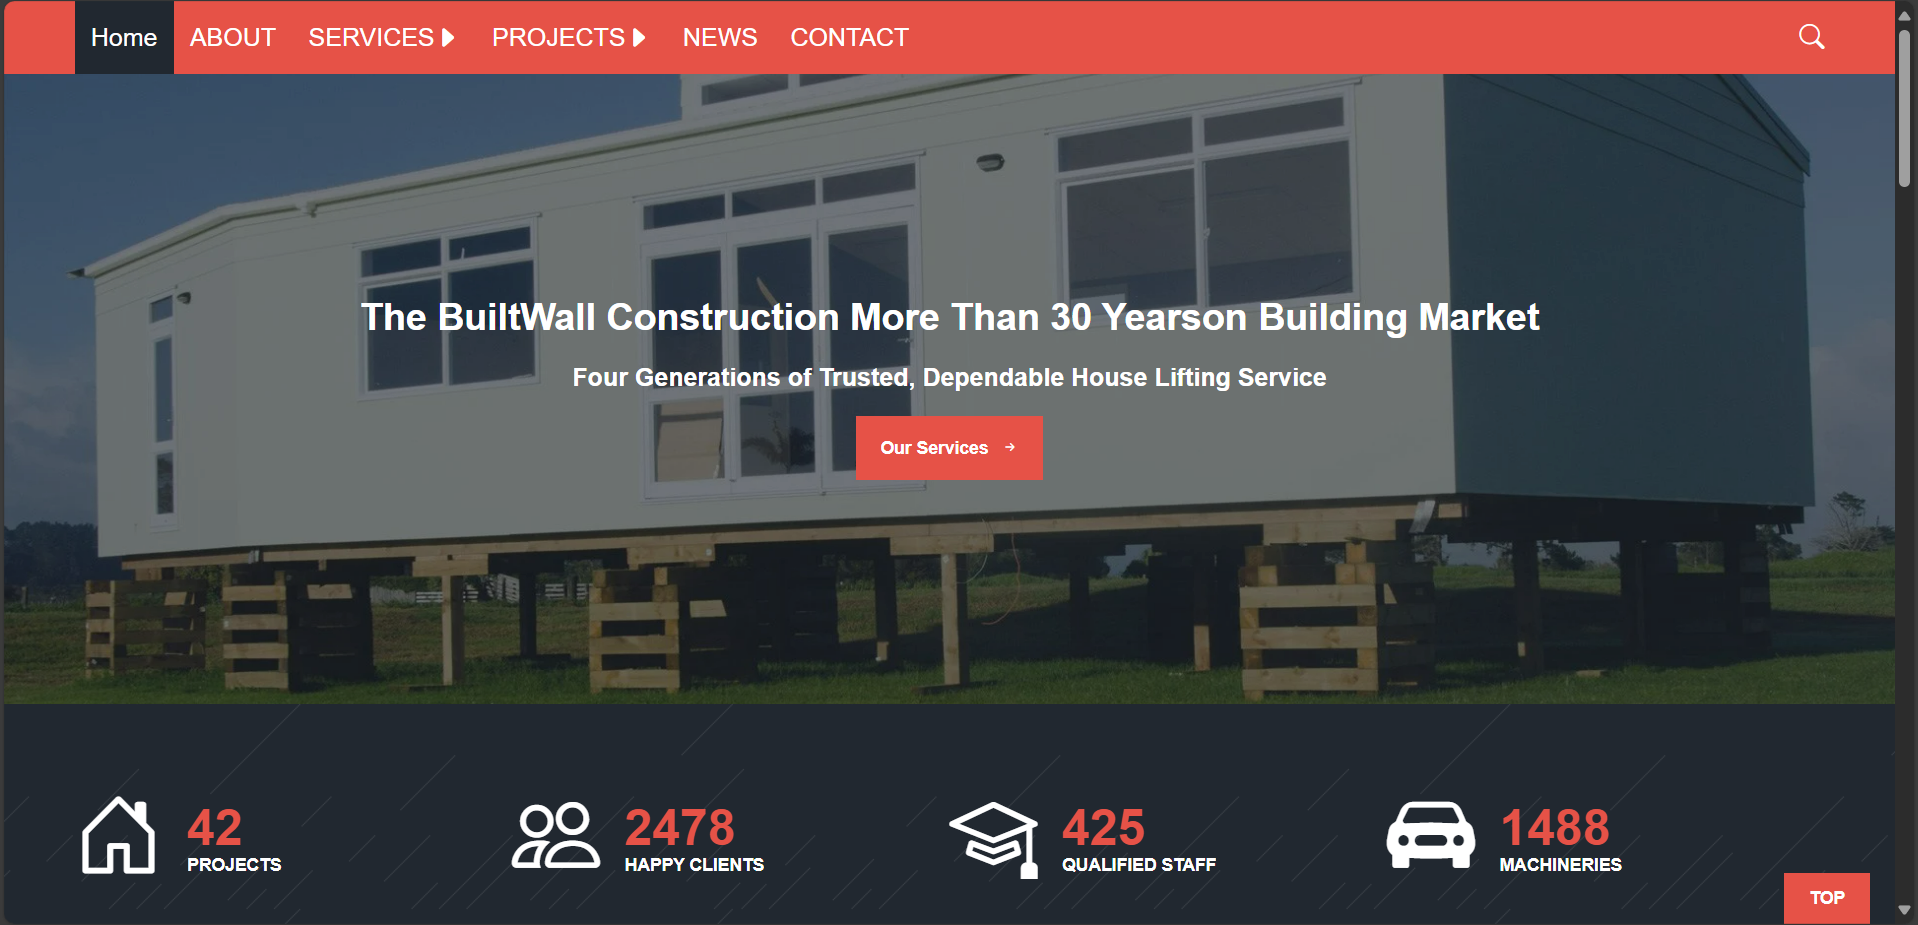 Home ABOUT SERVICES PROJECTS NEWS CONTACT
The BuiltWall Construction More Than 30 Yearson Building Market
Four Generations of Trusted, Dependable House Lifting Service
Our Services →
42
PROJECTS
2478
HAPPY CLIENTS
425
QUALIFIED STAFF
1488
MACHINERIES
TOP